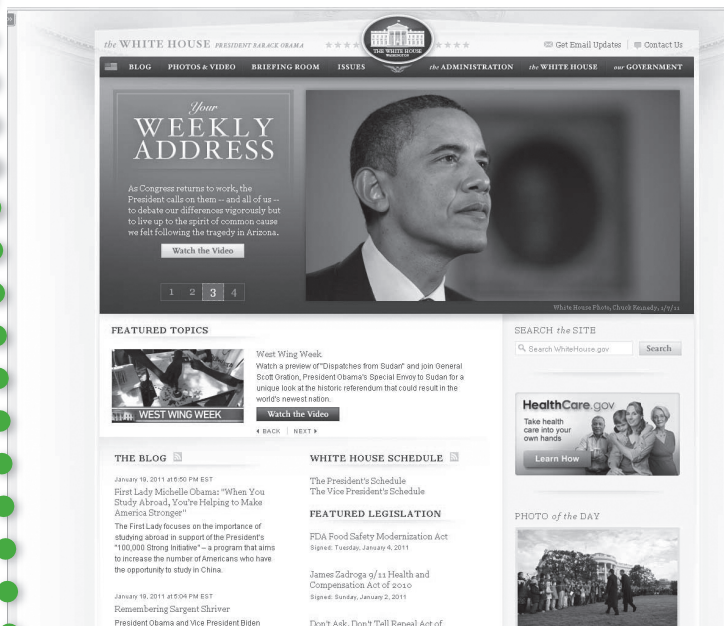 the WHITE HOUSE PRESIDENT BARACK OBAMA
THE WHITE HOUSE
WASHINGTON
Get Email Updates | Contact Us
BLOG PHOTOS & VIDEO BRIEFING ROOM ISSUES the ADMINISTRATION the WHITE HOUSE our GOVERNMENT
Your
WEEKLY
ADDRESS
As Congress returns to work, the
President calls on them -- and all of us --
to debate our differences vigorously but
to live up to the spirit of common cause
we felt following the tragedy in Arizona.
Watch the Video
1 2 3 4
White House Photo, Chuck Kennedy, 1/7/11
FEATURED TOPICS
WEST WING WEEK
West Wing Week
Watch a preview of "Dispatches from Sudan" and join General
Scott Gration, President Obama's Special Envoy to Sudan for a
unique look at the historic referendum that could result in the
world's newest nation.
Watch the Video
BACK | NEXT
THE BLOG
January 19, 2011 at 6:50 PM EST
First Lady Michelle Obama: "When You
Study Abroad, You're Helping to Make
America Stronger"
The First Lady focuses on the importance of
studying abroad in support of the President's
"100,000 Strong Initiative" – a program that aims
to increase the number of Americans who have
the opportunity to study in China.
January 19, 2011 at 6:04 PM EST
Remembering Sargent Shriver
President Obama and Vice President Biden
WHITE HOUSE SCHEDULE
The President's Schedule
The Vice President's Schedule
FEATURED LEGISLATION
FDA Food Safety Modernization Act
Signed: Tuesday, January 4, 2011
James Zadroga 9/11 Health and
Compensation Act of 2010
Signed: Sunday, January 2, 2011
Don't Ask, Don't Tell Repeal Act of
SEARCH the SITE
Search WhiteHouse.gov Search
HealthCare.gov
Take health
care into your
own hands
Learn How
PHOTO of the DAY